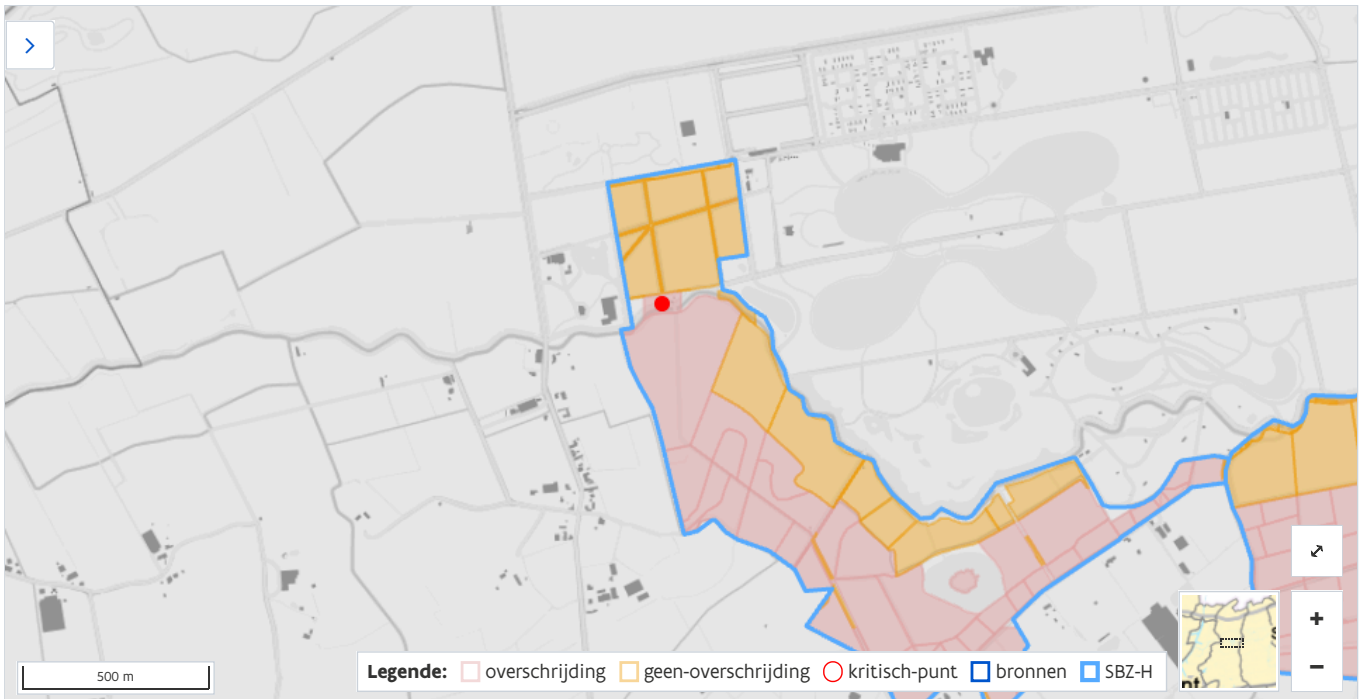 500 m
Legende: overschrijding geen-overschrijding kritisch-punt bronnen SBZ-H
+
−